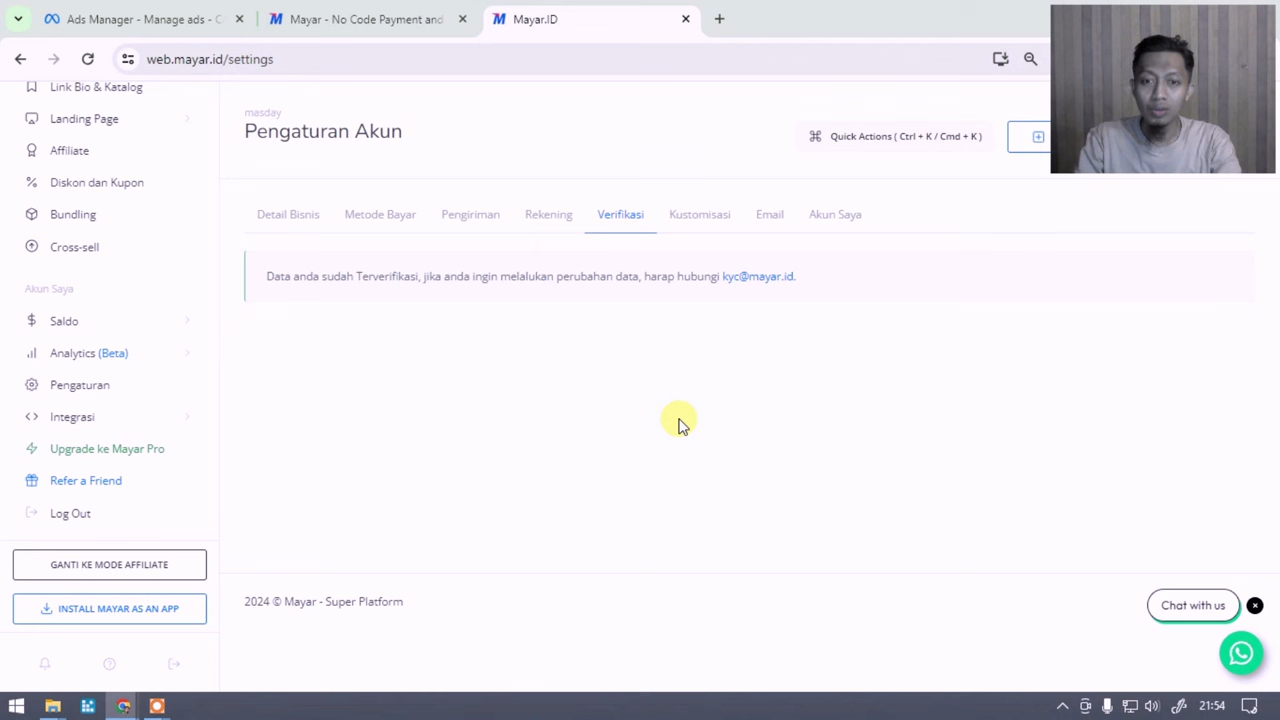 Ads Manager - Manage ads - C
Mayar - No Code Payment and
Mayar.ID
web.mayar.id/settings
Link Bio & Katalog
Landing Page
Affiliate
Diskon dan Kupon
Bundling
Cross-sell
Akun Saya
Saldo
Analytics (Beta)
Pengaturan
Integrasi
Upgrade ke Mayar Pro
Refer a Friend
Log Out
GANTI KE MODE AFFILIATE
INSTALL MAYAR AS AN APP
masday
Pengaturan Akun
Quick Actions ( Ctrl + K / Cmd + K )
Detail Bisnis
Metode Bayar
Pengiriman
Rekening
Verifikasi
Kustomisasi
Email
Akun Saya
Data anda sudah Terverifikasi, jika anda ingin melalukan perubahan data, harap hubungi kyc@mayar.id.
2024 © Mayar - Super Platform
Chat with us
21:54